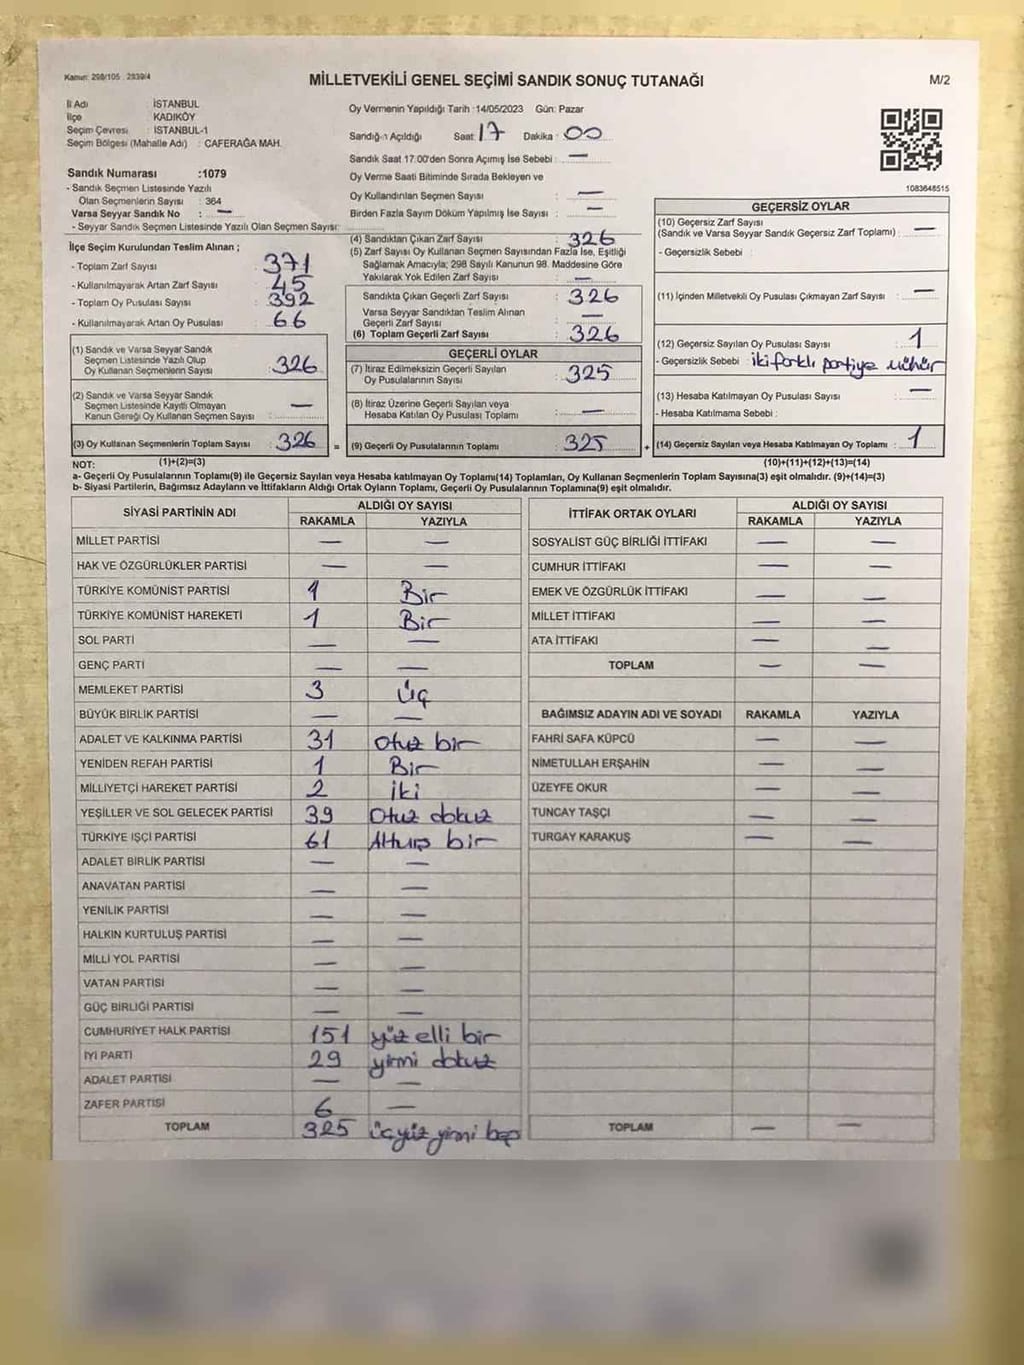 Kanun: 298/105 2839/4
MİLLETVEKİLİ GENEL SEÇİMİ SANDIK SONUÇ TUTANAĞI
M/2
İl Adı : İSTANBUL
İlçe : KADIKÖY
Seçim Çevresi : İSTANBUL-1
Seçim Bölgesi (Mahalle Adı) : CAFERAĞA MAH.
Oy Vermenin Yapıldığı Tarih : 14/05/2023 Gün: Pazar
Sandığın Açıldığı Saat : 17 Dakika : 00
Sandık Saat 17:00'den Sonra Açımış İse Sebebi : —
Oy Verme Saati Bitiminde Sırada Bekleyen ve
Oy Kullandırılan Seçmen Sayısı : —
Birden Fazla Sayım Döküm Yapılmış İse Sayısı : —
1083648515
Sandık Numarası :1079
- Sandık Seçmen Listesinde Yazılı
Olan Seçmenlerin Sayısı : 364
Varsa Seyyar Sandık No : —
- Seyyar Sandık Seçmen Listesinde Yazılı Olan Seçmen Sayısı:
İlçe Seçim Kurulundan Teslim Alınan ;
- Toplam Zarf Sayısı : 371
- Kullanılmayarak Artan Zarf Sayısı : 45
- Toplam Oy Pusulası Sayısı : 392
- Kullanılmayarak Artan Oy Pusulası : 66
(1) Sandık ve Varsa Seyyar Sandık
Seçmen Listesinde Yazılı Olup
Oy Kullanan Seçmenlerin Sayısı : 326
(2) Sandık ve Varsa Seyyar Sandık
Seçmen Listesinde Kayıtlı Olmayan
Kanun Gereği Oy Kullanan Seçmen Sayısı : —
(3) Oy Kullanan Seçmenlerin Toplam Sayısı : 326 =
(4) Sandıktan Çıkan Zarf Sayısı : 326
(5) Zarf Sayısı Oy Kullanan Seçmen Sayısından Fazla İse, Eşitliği
Sağlamak Amacıyla; 298 Sayılı Kanunun 98. Maddesine Göre
Yakılarak Yok Edilen Zarf Sayısı : —
Sandıkta Çıkan Geçerli Zarf Sayısı : 326
Varsa Seyyar Sandıktan Teslim Alınan
Geçerli Zarf Sayısı : —
(6) Toplam Geçerli Zarf Sayısı : 326
GEÇERLİ OYLAR
(7) İtiraz Edilmeksizin Geçerli Sayılan
Oy Pusulalarının Sayısı : 325
(8) İtiraz Üzerine Geçerli Sayılan veya
Hesaba Katılan Oy Pusulası Toplamı : —
(9) Geçerli Oy Pusulalarının Toplamı : 325 +
GEÇERSİZ OYLAR
(10) Geçersiz Zarf Sayısı
(Sandık ve Varsa Seyyar Sandık Geçersiz Zarf Toplamı) : —
- Geçersizlik Sebebi :
(11) İçinden Milletvekili Oy Pusulası Çıkmayan Zarf Sayısı : —
(12) Geçersiz Sayılan Oy Pusulası Sayısı : 1
- Geçersizlik Sebebi : iki farklı partiye mühür
(13) Hesaba Katılmayan Oy Sayısı : —
- Hesaba Katılmama Sebebi :
(14) Geçersiz Sayılan veya Hesaba Katılmayan Oy Toplamı : 1
NOT: (1)+(2)=(3) (10)+(11)+(12)+(13)=(14)
a- Geçerli Oy Pusulalarının Toplamı(9) ile Geçersiz Sayılan veya Hesaba katılmayan Oy Toplamı(14) Toplamları, Oy Kullanan Seçmenlerin Toplam Sayısına(3) eşit olmalıdır. (9)+(14)=(3)
b- Siyasi Partilerin, Bağımsız Adayların ve İttifakların Aldığı Ortak Oyların Toplamı, Geçerli Oy Pusulalarının Toplamına(9) eşit olmalıdır.
SİYASİ PARTİNİN ADI ALDIĞI OY SAYISI
RAKAMLA YAZIYLA
MİLLET PARTİSİ — —
HAK VE ÖZGÜRLÜKLER PARTİSİ — —
TÜRKİYE KOMÜNİST PARTİSİ 1 Bir
TÜRKİYE KOMÜNİST HAREKETİ 1 Bir
SOL PARTİ — —
GENÇ PARTİ — —
MEMLEKET PARTİSİ 3 üç
BÜYÜK BİRLİK PARTİSİ — —
ADALET VE KALKINMA PARTİSİ 31 otuz bir
YENİDEN REFAH PARTİSİ 1 Bir
MİLLİYETÇİ HAREKET PARTİSİ 2 iki
YEŞİLLER VE SOL GELECEK PARTİSİ 39 Otuz dokuz
TÜRKİYE İŞÇİ PARTİSİ 61 Altmış bir
ADALET BİRLİK PARTİSİ — —
ANAVATAN PARTİSİ — —
YENİLİK PARTİSİ — —
HALKIN KURTULUŞ PARTİSİ — —
MİLLİ YOL PARTİSİ — —
VATAN PARTİSİ — —
GÜÇ BİRLİĞİ PARTİSİ — —
CUMHURİYET HALK PARTİSİ 151 yüz elli bir
İYİ PARTİ 29 yirmi dokuz
ADALET PARTİSİ — —
ZAFER PARTİSİ 6 —
TOPLAM 325 üçyüz yirmi beş
İTTİFAK ORTAK OYLARI ALDIĞI OY SAYISI
RAKAMLA YAZIYLA
SOSYALİST GÜÇ BİRLİĞİ İTTİFAKI — —
CUMHUR İTTİFAKI — —
EMEK VE ÖZGÜRLÜK İTTİFAKI — —
MİLLET İTTİFAKI — —
ATA İTTİFAKI — —
TOPLAM — —
BAĞIMSIZ ADAYIN ADI VE SOYADI RAKAMLA YAZIYLA
FAHRİ SAFA KÜPCÜ — —
NİMETULLAH ERŞAHİN — —
ÜZEYFE OKUR — —
TUNCAY TAŞÇI — —
TURGAY KARAKUŞ — —
TOPLAM — —